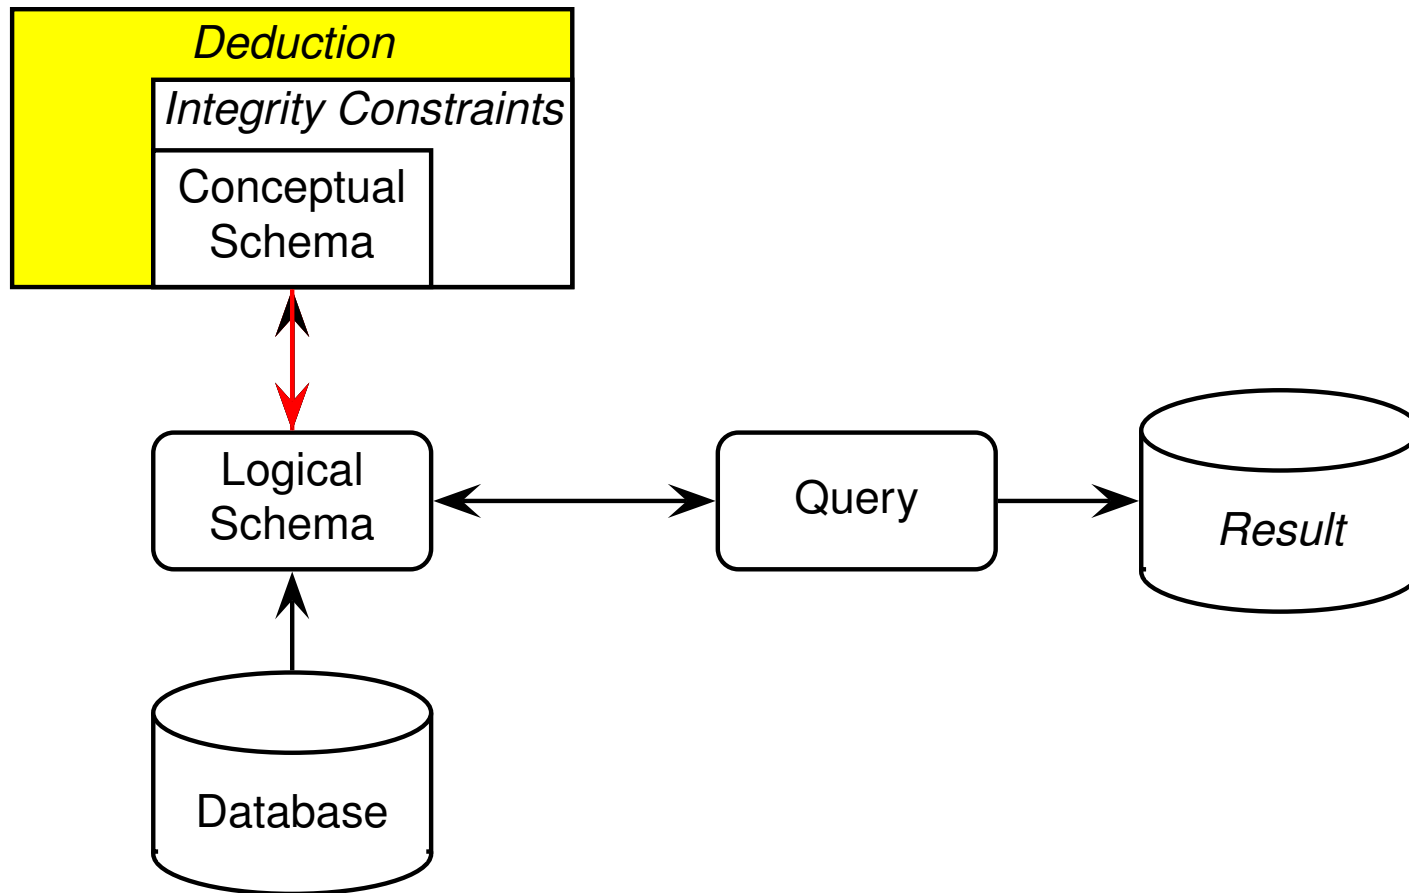 Deduction
Integrity Constraints
Conceptual
Schema
Logical
Schema
Query
Result
Database